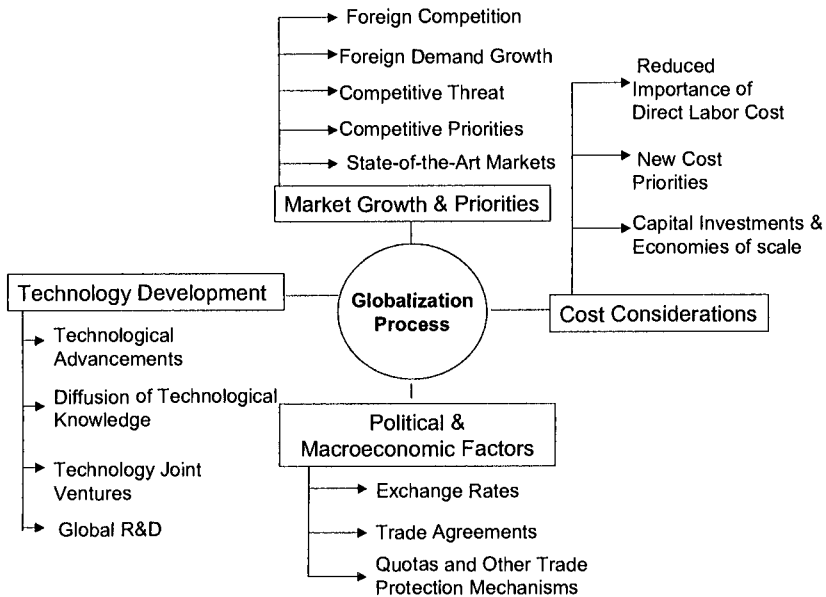 Foreign Competition
Foreign Demand Growth
Competitive Threat
Competitive Priorities
State-of-the-Art Markets
Market Growth & Priorities
Reduced
Importance of
Direct Labor Cost
New Cost
Priorities
Capital Investments &
Economies of scale
Cost Considerations
Globalization
Process
Technology Development
Technological
Advancements
Diffusion of Technological
Knowledge
Technology Joint
Ventures
Global R&D
Political &
Macroeconomic Factors
Exchange Rates
Trade Agreements
Quotas and Other Trade
Protection Mechanisms